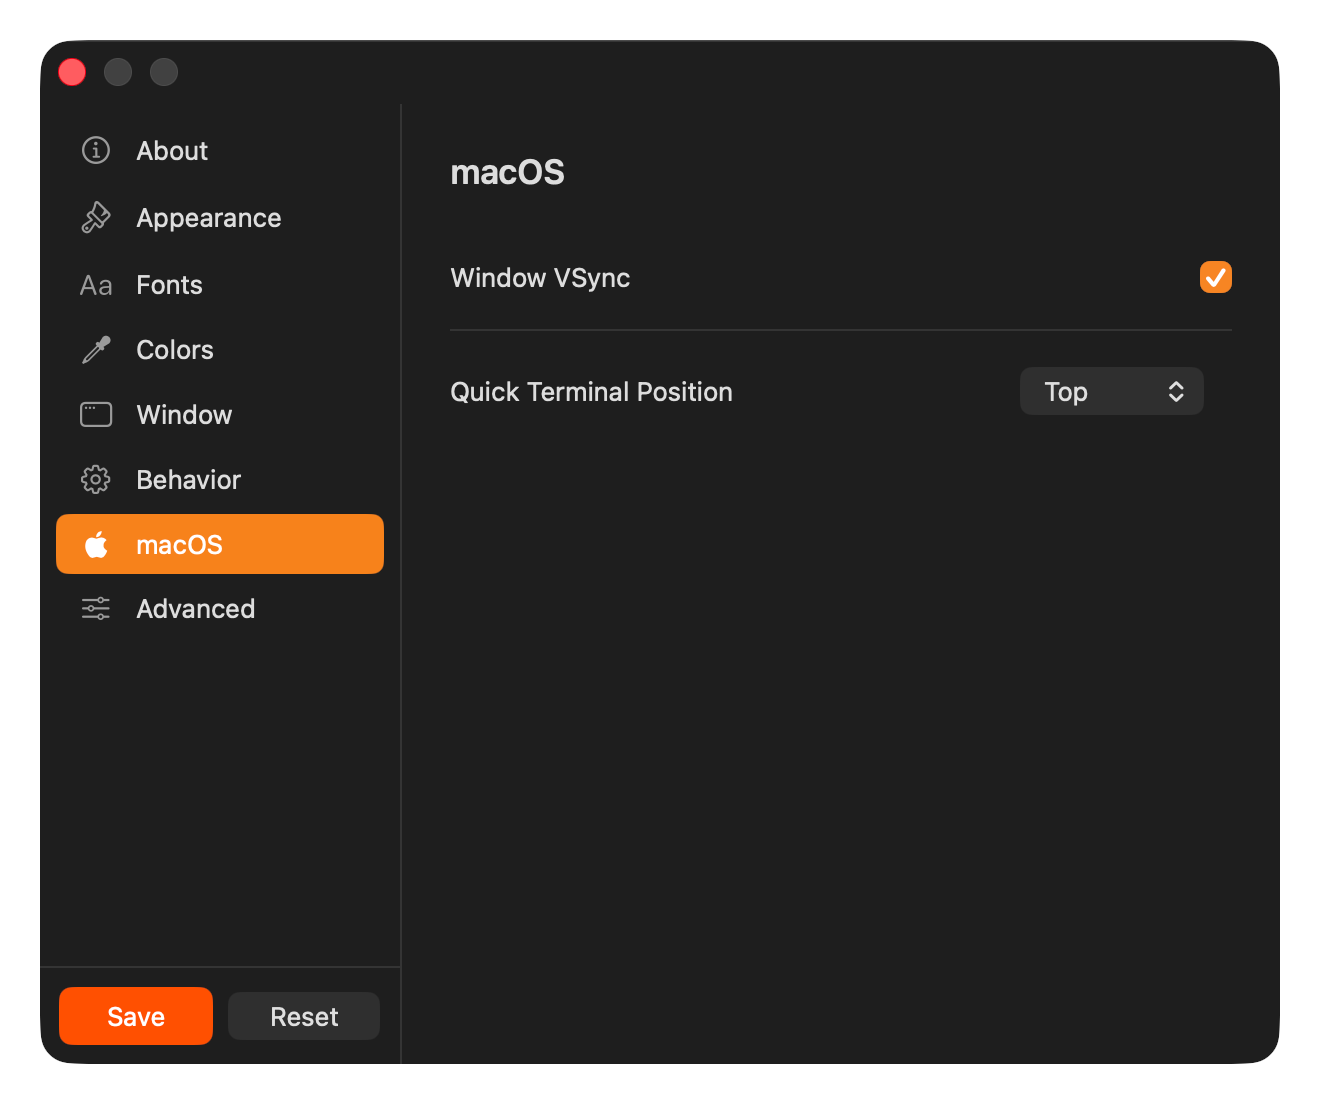 About
Appearance
Aa Fonts
Colors
Window
Behavior
macOS
Advanced
Save
Reset
macOS
Window VSync
Quick Terminal Position
Top